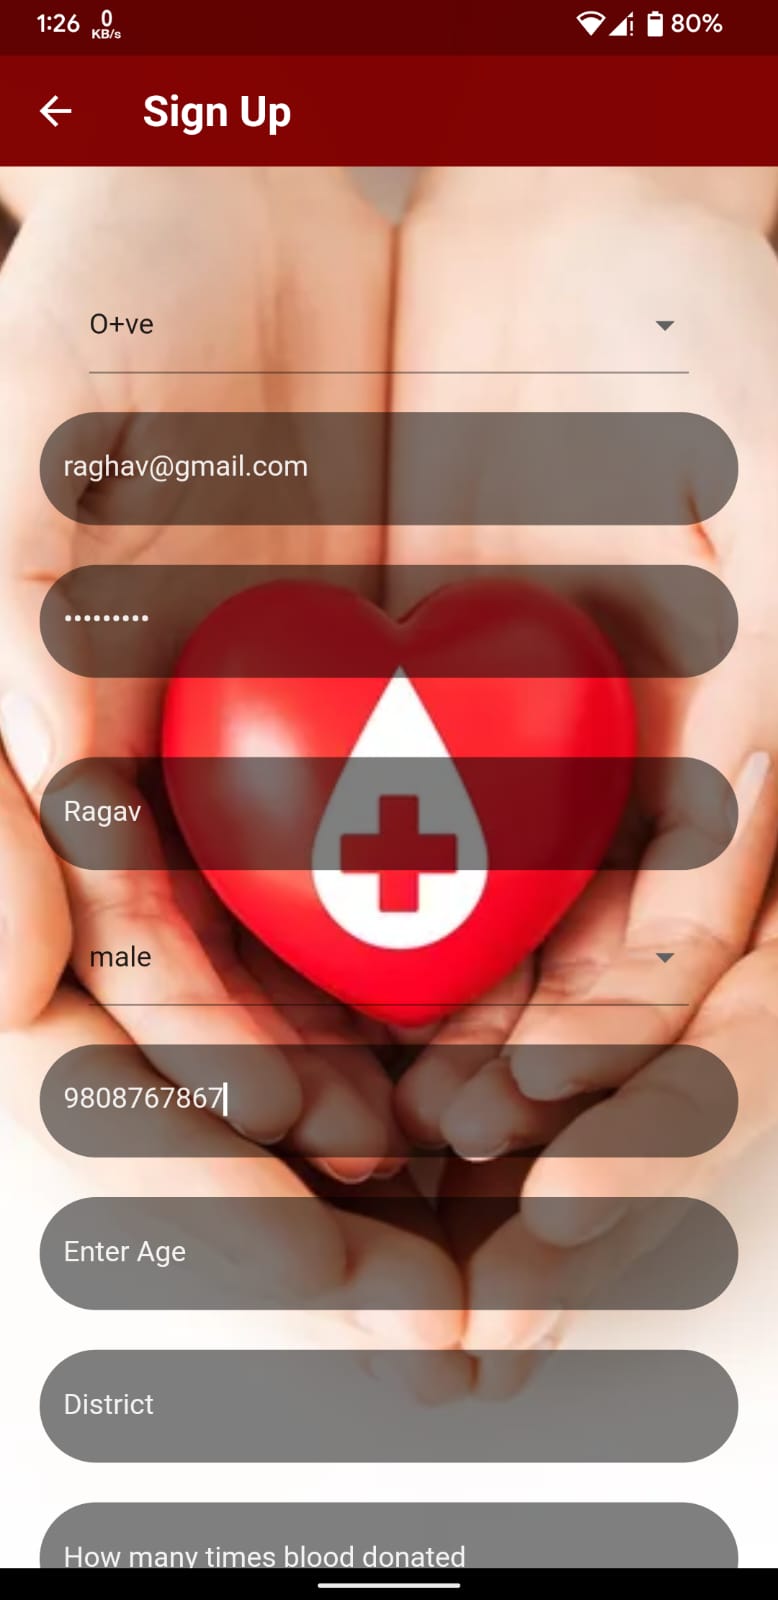 1:26 0 KB/s 80%
Sign Up
O+ve
raghav@gmail.com
•••••••••
Ragav
male
9808767867
Enter Age
District
How many times blood donated